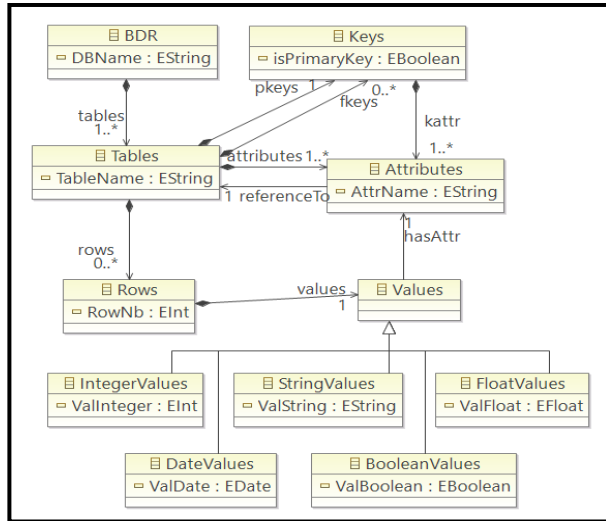 BDR
DBName : EString
Keys
isPrimaryKey : EBoolean
pkeys 1
0..*
fkeys
tables
1..*
kattr
1..*
Tables
TableName : EString
attributes 1..*
Attributes
AttrName : EString
1 referenceTo
1
hasAttr
rows
0..*
Rows
RowNb : EInt
values
1
Values
IntegerValues
ValInteger : EInt
StringValues
ValString : EString
FloatValues
ValFloat : EFloat
DateValues
ValDate : EDate
BooleanValues
ValBoolean : EBoolean